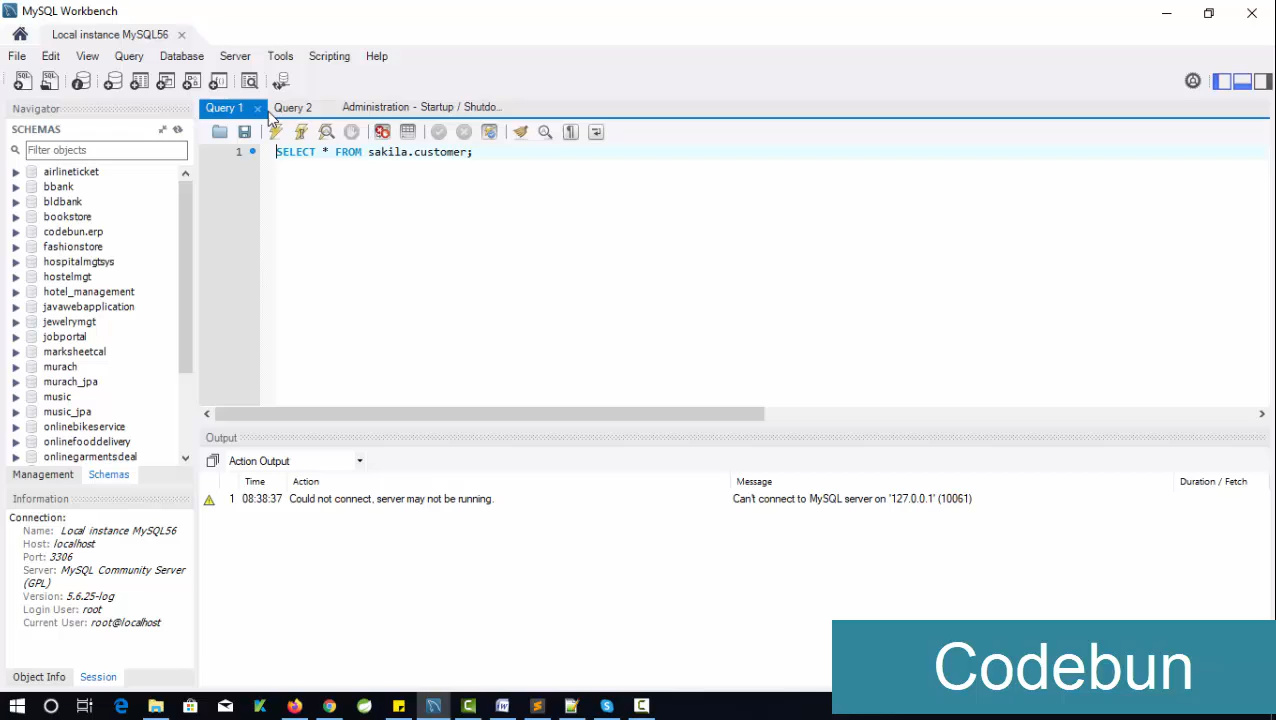 MySQL Workbench
Local instance MySQL56
File Edit View Query Database Server Tools Scripting Help
Navigator
SCHEMAS
Filter objects
airlineticket
bbank
bldbank
bookstore
codebun.erp
fashionstore
hospitalmgtsys
hostelmgt
hotel_management
javawebapplication
jewelrymgt
jobportal
marksheetcal
murach
murach_jpa
music
music_jpa
onlinebikeservice
onlinefooddelivery
onlinegarmentsdeal
Management Schemas
Information
Connection:
Name: Local instance MySQL56
Host: localhost
Port: 3306
Server: MySQL Community Server
(GPL)
Version: 5.6.25-log
Login User: root
Current User: root@localhost
Object Info Session
Query 1 Query 2 Administration - Startup / Shutdo...
1 SELECT * FROM sakila.customer;
Output
Action Output
Time Action Message Duration / Fetch
1 08:38:37 Could not connect, server may not be running. Can't connect to MySQL server on '127.0.0.1' (10061)
Codebun